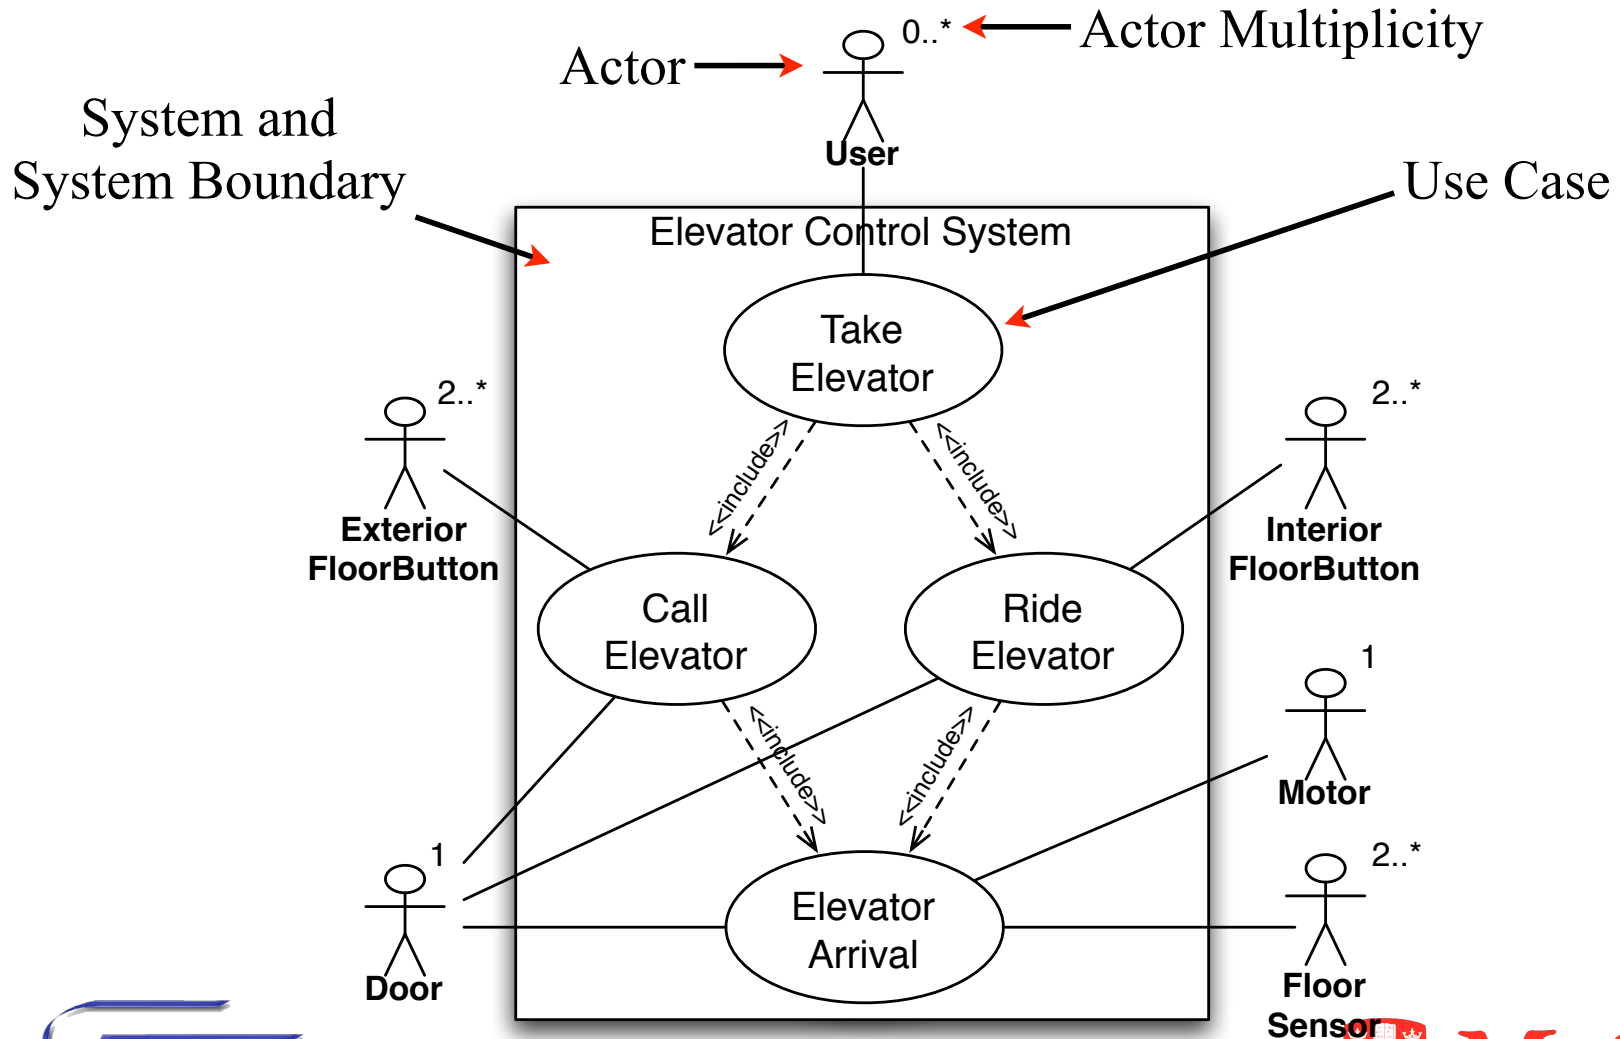 0..*
Actor Multiplicity
Actor
User
System and
System Boundary
Use Case
Elevator Control System
Take
Elevator
2..*
Exterior
FloorButton
<<include>>
<<include>>
2..*
Interior
FloorButton
Call
Elevator
Ride
Elevator
1
Motor
<<include>>
<<include>>
1
Door
Elevator
Arrival
2..*
Floor
Sensor